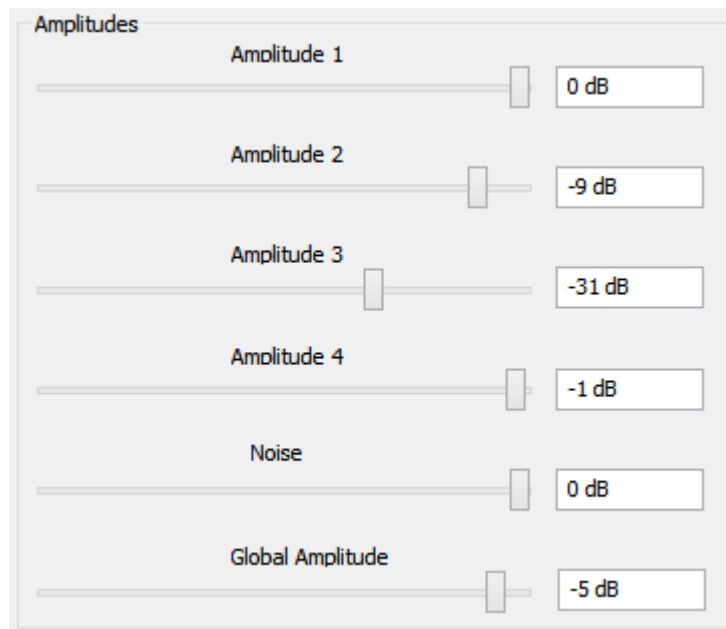 Amplitudes
Amplitude 1
0 dB
Amplitude 2
-9 dB
Amplitude 3
-31 dB
Amplitude 4
-1 dB
Noise
0 dB
Global Amplitude
-5 dB